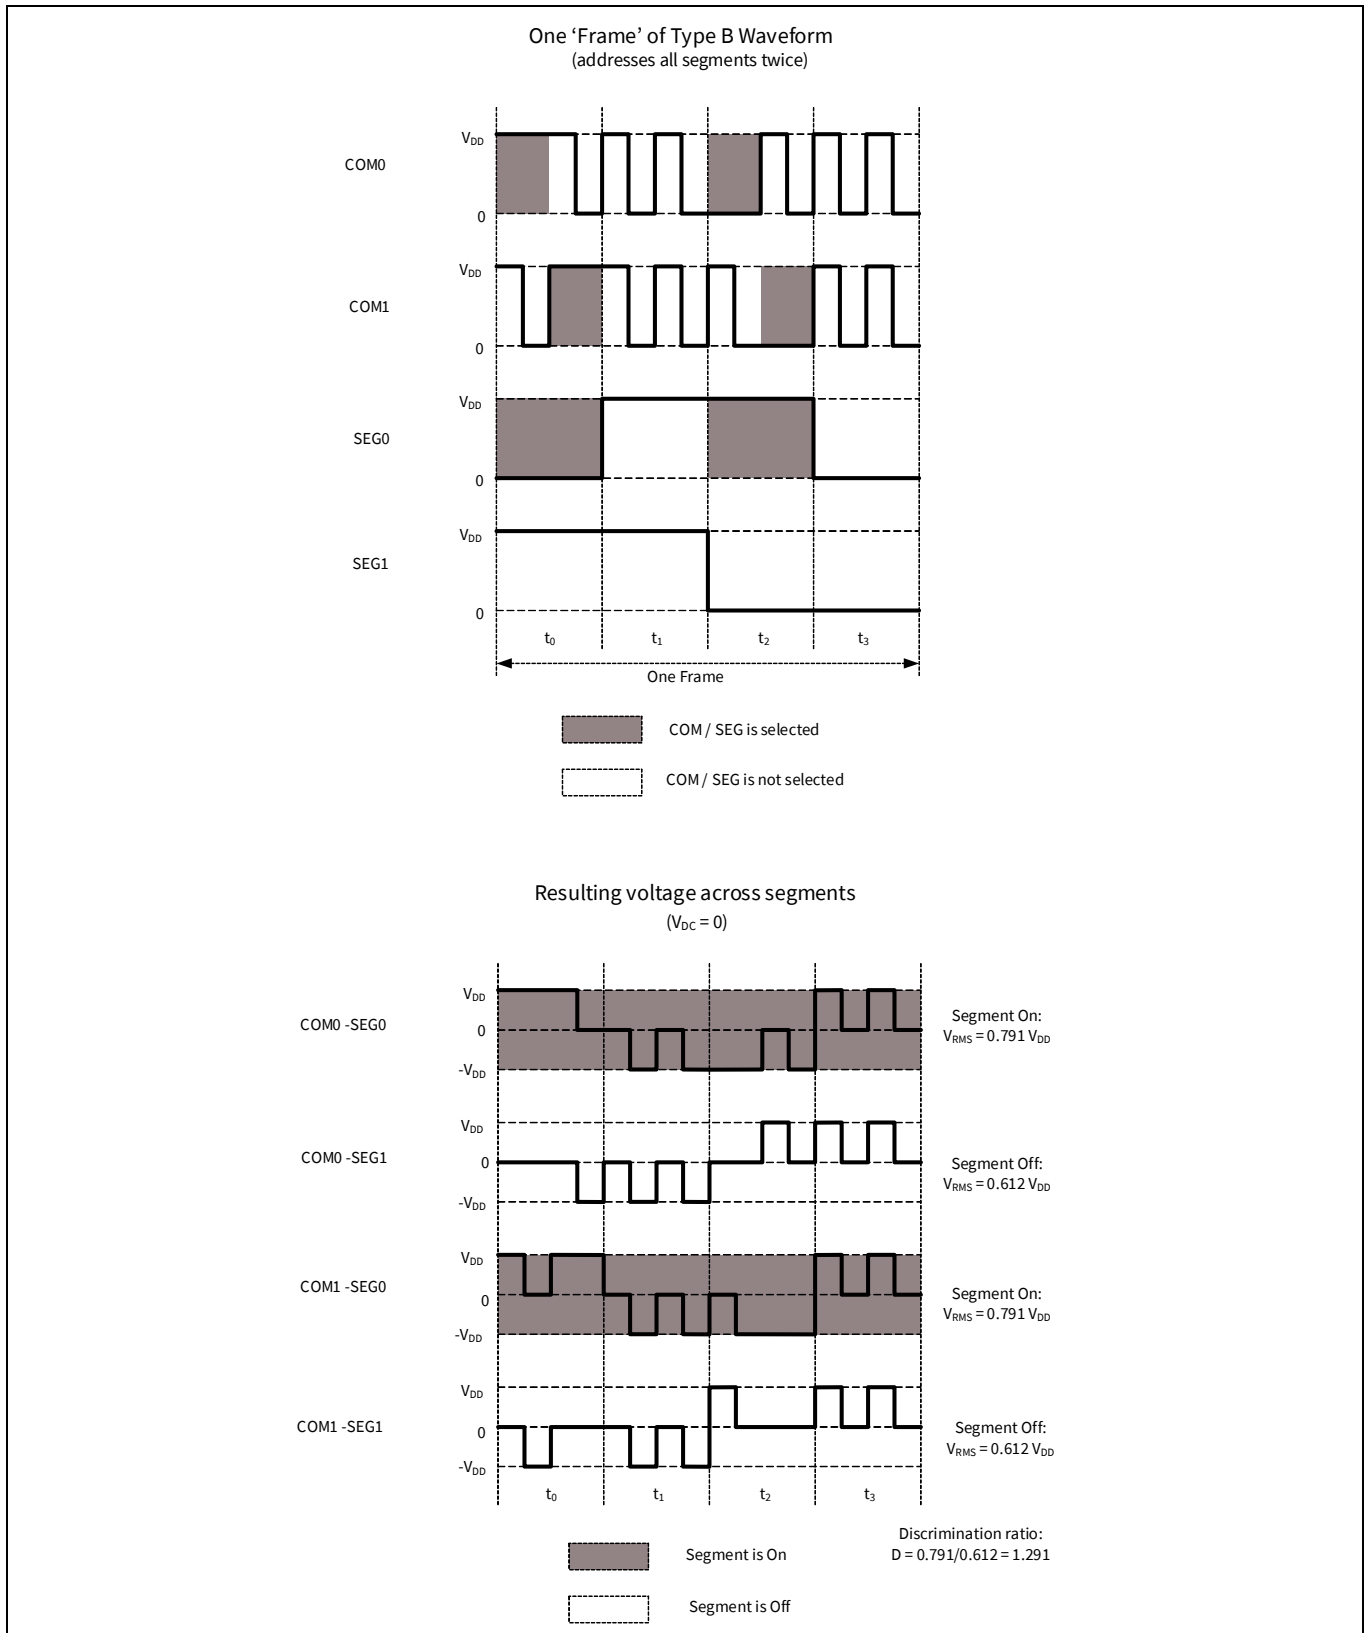 One ‘Frame’ of Type B Waveform
(addresses all segments twice)
VDD
COM0
0
VDD
COM1
0
VDD
SEG0
0
VDD
SEG1
0
t0 t1 t2 t3
One Frame
COM / SEG is selected
COM / SEG is not selected
Resulting voltage across segments
(VDC = 0)
VDD
COM0 -SEG0
0
-VDD
Segment On:
VRMS = 0.791 VDD
VDD
COM0 -SEG1
0
-VDD
Segment Off:
VRMS = 0.612 VDD
VDD
COM1 -SEG0
0
-VDD
Segment On:
VRMS = 0.791 VDD
VDD
COM1 -SEG1
0
-VDD
Segment Off:
VRMS = 0.612 VDD
t0 t1 t2 t3
Discrimination ratio:
D = 0.791/0.612 = 1.291
Segment is On
Segment is Off